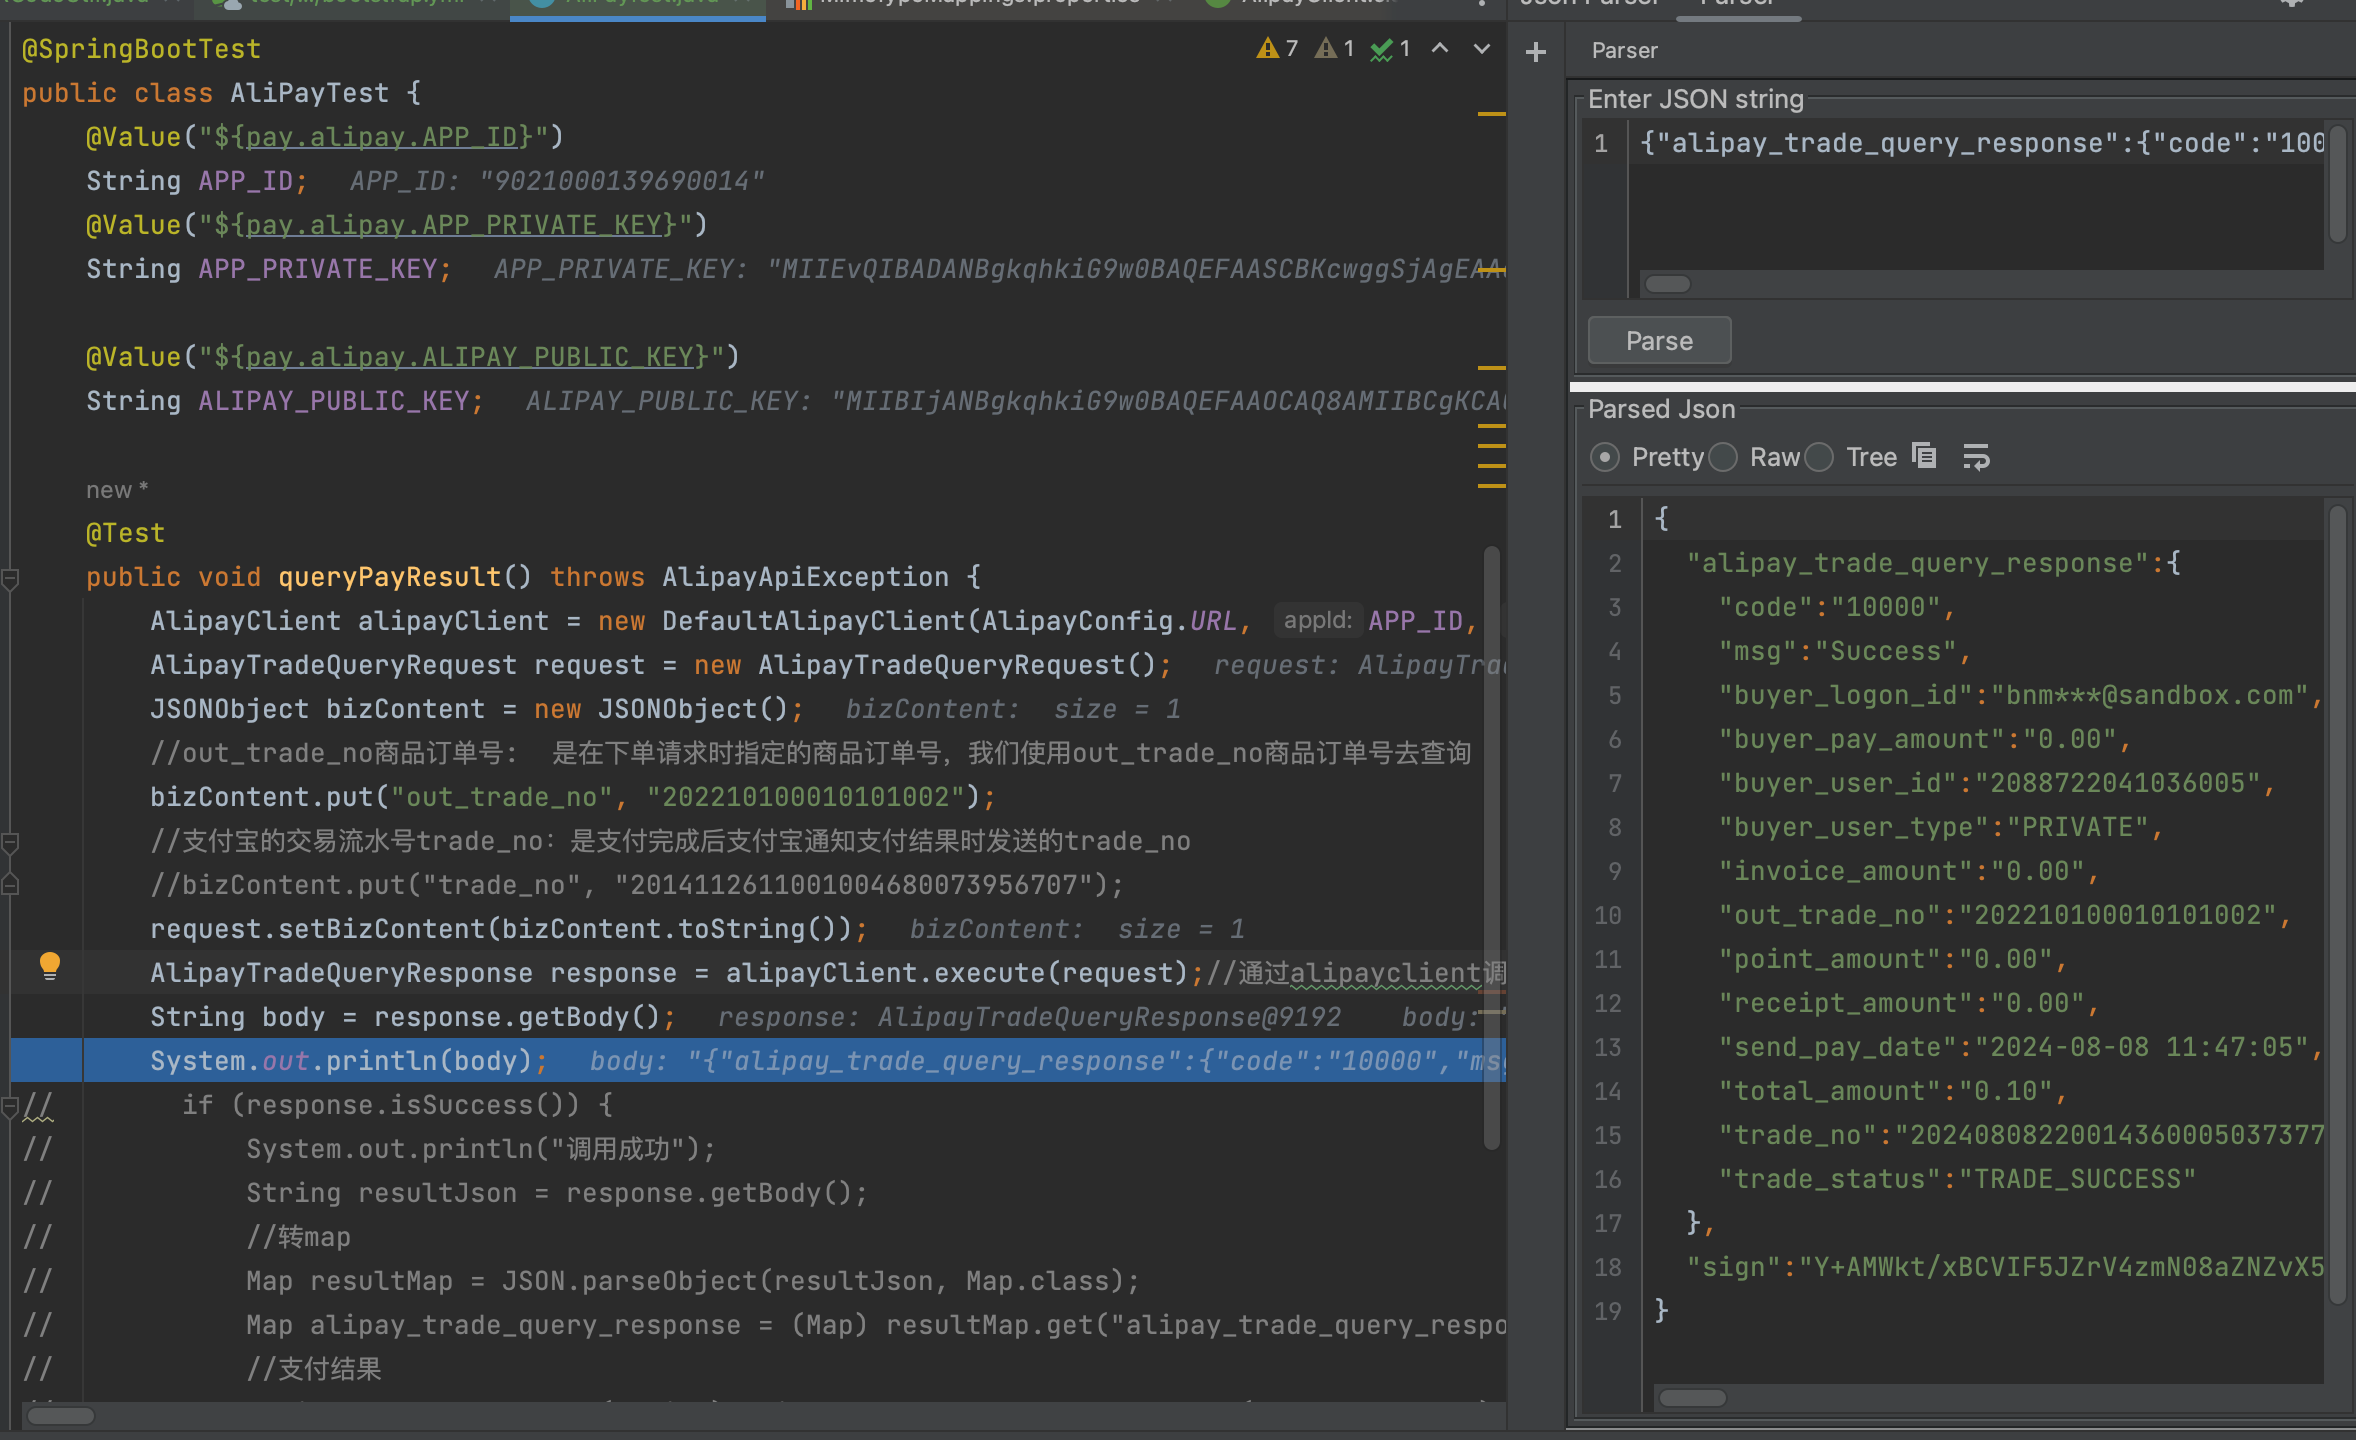 @SpringBootTest
7 1 1
public class AliPayTest {
@Value("${pay.alipay.APP_ID}")
String APP_ID; APP_ID: "9021000139690014"
@Value("${pay.alipay.APP_PRIVATE_KEY}")
String APP_PRIVATE_KEY; APP_PRIVATE_KEY: "MIIEvQIBADANBgkqhkiG9w0BAQEFAASCBKcwggSjAgEAA
@Value("${pay.alipay.ALIPAY_PUBLIC_KEY}")
String ALIPAY_PUBLIC_KEY; ALIPAY_PUBLIC_KEY: "MIIBIjANBgkqhkiG9w0BAQEFAAOCAQ8AMIIBCgKCA
new *
@Test
public void queryPayResult() throws AlipayApiException {
AlipayClient alipayClient = new DefaultAlipayClient(AlipayConfig.URL, appId: APP_ID,
AlipayTradeQueryRequest request = new AlipayTradeQueryRequest(); request: AlipayTrad
JSONObject bizContent = new JSONObject(); bizContent: size = 1
//out_trade_no商品订单号： 是在下单请求时指定的商品订单号，我们使用out_trade_no商品订单号去查询
bizContent.put("out_trade_no", "202210100010101002");
//支付宝的交易流水号trade_no：是支付完成后支付宝通知支付结果时发送的trade_no
//bizContent.put("trade_no", "2014112611001004680073956707");
request.setBizContent(bizContent.toString()); bizContent: size = 1
AlipayTradeQueryResponse response = alipayClient.execute(request);//通过alipayclient调
String body = response.getBody(); response: AlipayTradeQueryResponse@9192 body:
System.out.println(body); body: "{"alipay_trade_query_response":{"code":"10000","msg
// if (response.isSuccess()) {
// System.out.println("调用成功");
// String resultJson = response.getBody();
// //转map
// Map resultMap = JSON.parseObject(resultJson, Map.class);
// Map alipay_trade_query_response = (Map) resultMap.get("alipay_trade_query_respo
// //支付结果
Parser
Enter JSON string
1 {"alipay_trade_query_response":{"code":"100
Parse
Parsed Json
Pretty Raw Tree
1 {
2 "alipay_trade_query_response":{
3 "code":"10000",
4 "msg":"Success",
5 "buyer_logon_id":"bnm***@sandbox.com",
6 "buyer_pay_amount":"0.00",
7 "buyer_user_id":"2088722041036005",
8 "buyer_user_type":"PRIVATE",
9 "invoice_amount":"0.00",
10 "out_trade_no":"202210100010101002",
11 "point_amount":"0.00",
12 "receipt_amount":"0.00",
13 "send_pay_date":"2024-08-08 11:47:05",
14 "total_amount":"0.10",
15 "trade_no":"20240808220014360005037377
16 "trade_status":"TRADE_SUCCESS"
17 },
18 "sign":"Y+AMWkt/xBCVIF5JZrV4zmN08aZNZvX5
19 }